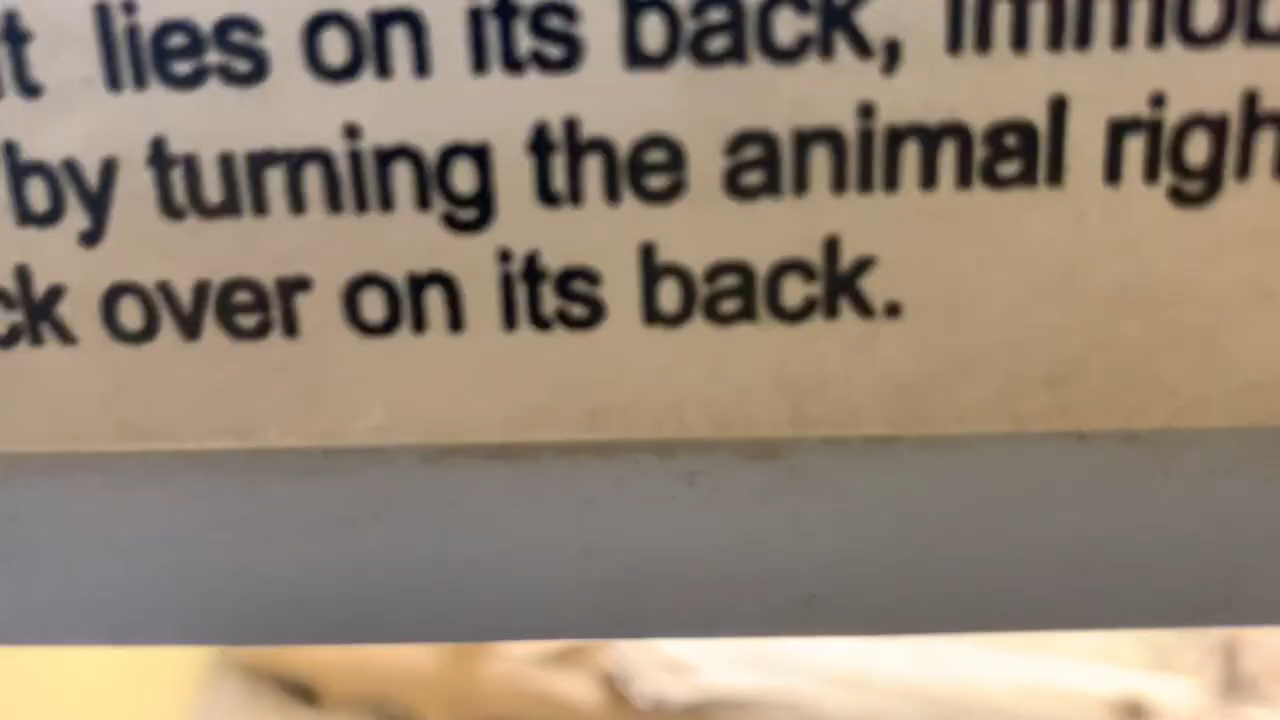 lies on its back,
by turning the animal
over on its back.